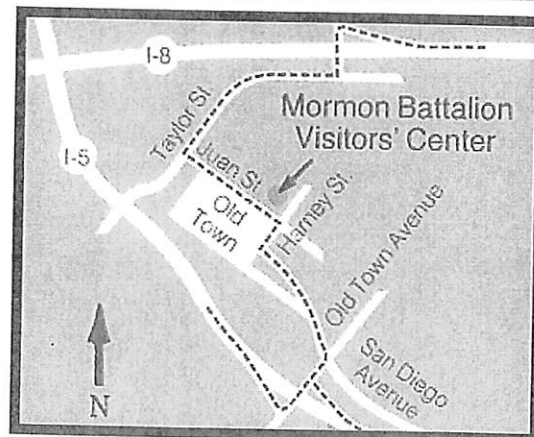 I-8
Taylor St.
Mormon Battalion
Visitors' Center
I-5
Juan St.
Old
Town
Harney St.
Old Town Avenue
San Diego
Avenue
N